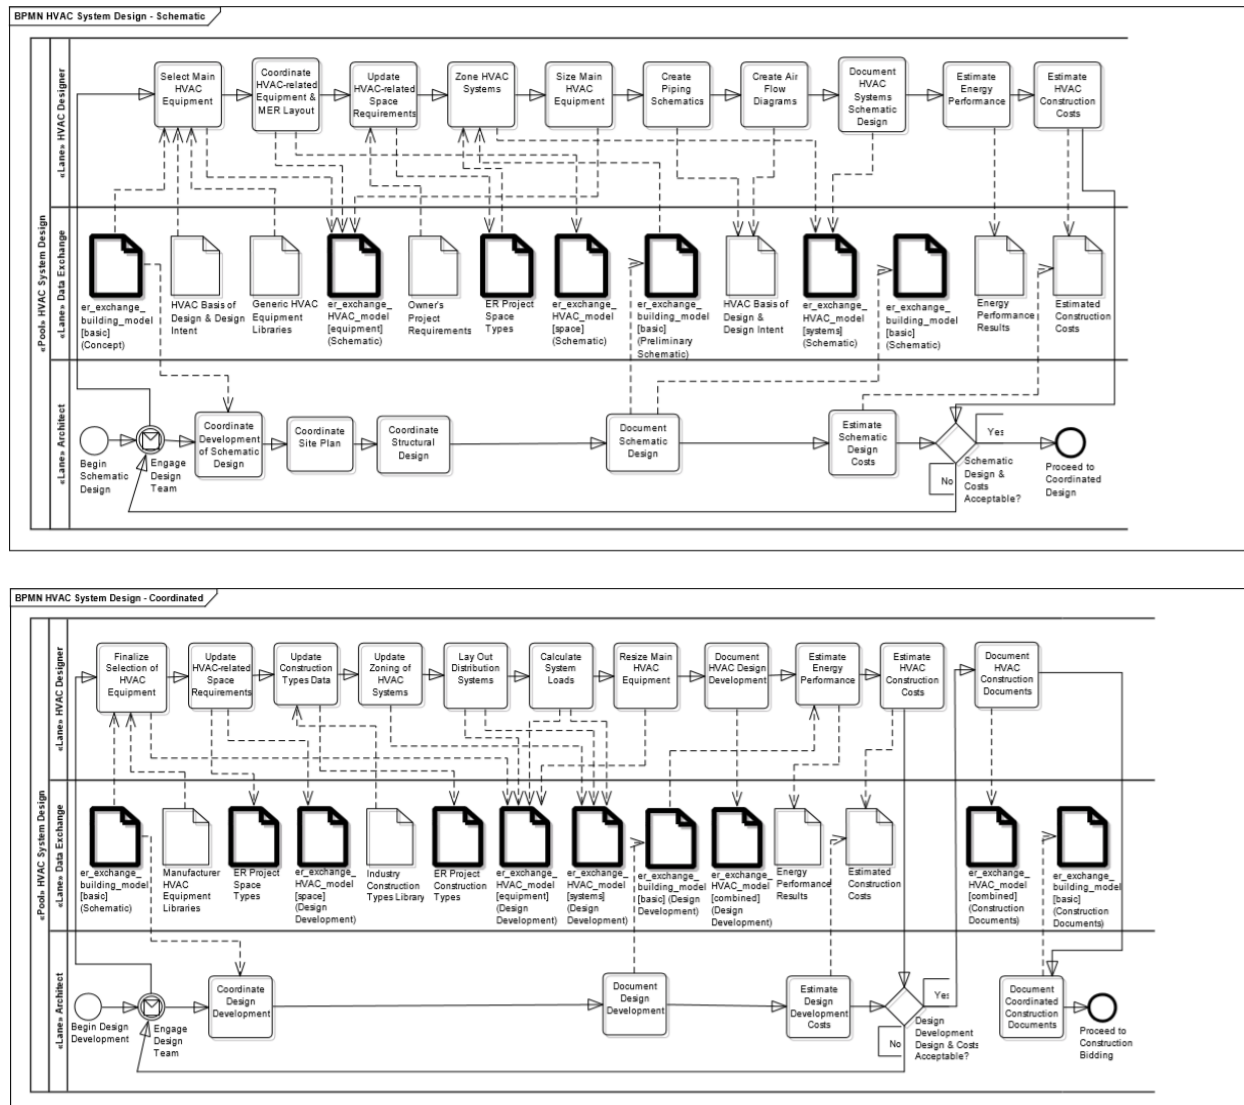 BPMN HVAC System Design - Schematic
«Pool» HVAC System Design
«Lane» HVAC Designer
Select Main
HVAC
Equipment
Coordinate
HVAC-related
Equipment &
MER Layout
Update
HVAC-related
Space
Requirements
Zone HVAC
Systems
Size Main
HVAC
Equipment
Create
Piping
Schematics
Create Air
Flow
Diagrams
Document
HVAC
Systems
Schematic
Design
Estimate
Energy
Performance
Estimate
HVAC
Construction
Costs
«Lane» Data Exchange
er_exchange_
building_model
[basic]
(Concept)
HVAC Basis of
Design & Design
Intent
Generic HVAC
Equipment
Libraries
er_exchange_
HVAC_model
[equipment]
(Schematic)
Owner's
Project
Requirements
ER Project
Space
Types
er_exchange_
HVAC_model
[space]
(Schematic)
er_exchange_
building_model
[basic]
(Preliminary
Schematic)
HVAC Basis of
Design &
Design Intent
er_exchange_
HVAC_model
[systems]
(Schematic)
er_exchange_
building_model
[basic]
(Schematic)
Energy
Performance
Results
Estimated
Construction
Costs
«Lane» Architect
Begin
Schematic
Design
Engage
Design
Team
Coordinate
Development
of Schematic
Design
Coordinate
Site Plan
Coordinate
Structural
Design
Document
Schematic
Design
Estimate
Schematic
Design
Costs
Yes
No
Schematic
Design &
Costs
Acceptable?
Proceed to
Coordinated
Design
BPMN HVAC System Design - Coordinated
«Pool» HVAC System Design
«Lane» HVAC Designer
Finalize
Selection of
HVAC
Equipment
Update
HVAC-related
Space
Requirements
Update
Construction
Types Data
Update
Zoning of
HVAC
Systems
Lay Out
Distribution
Systems
Calculate
System
Loads
Resize Main
HVAC
Equipment
Document
HVAC Design
Development
Estimate
Energy
Performance
Estimate
HVAC
Construction
Costs
Document
HVAC
Construction
Documents
«Lane» Data Exchange
er_exchange_
building_model
[basic]
(Schematic)
Manufacturer
HVAC
Equipment
Libraries
ER Project
Space
Types
er_exchange_
HVAC_model
[space]
(Design
Development)
Industry
Construction
Types Library
ER Project
Construction
Types
er_exchange_
HVAC_model
[equipment]
(Design
Development)
er_exchange_
HVAC_model
[systems]
(Design
Development)
er_exchange_
building_model
[basic] (Design
Development)
er_exchange_
HVAC_model
[combined]
(Design
Development)
Energy
Performance
Results
Estimated
Construction
Costs
er_exchange_
HVAC_model
[combined]
(Construction
Documents)
er_exchange_
building_model
[basic]
(Construction
Documents)
«Lane» Architect
Begin Design
Development
Engage
Design
Team
Coordinate
Design
Development
Document
Design
Development
Estimate
Design
Development
Costs
Yes
No
Design
Development
Design & Costs
Acceptable?
Document
Coordinated
Construction
Documents
Proceed to
Construction
Bidding